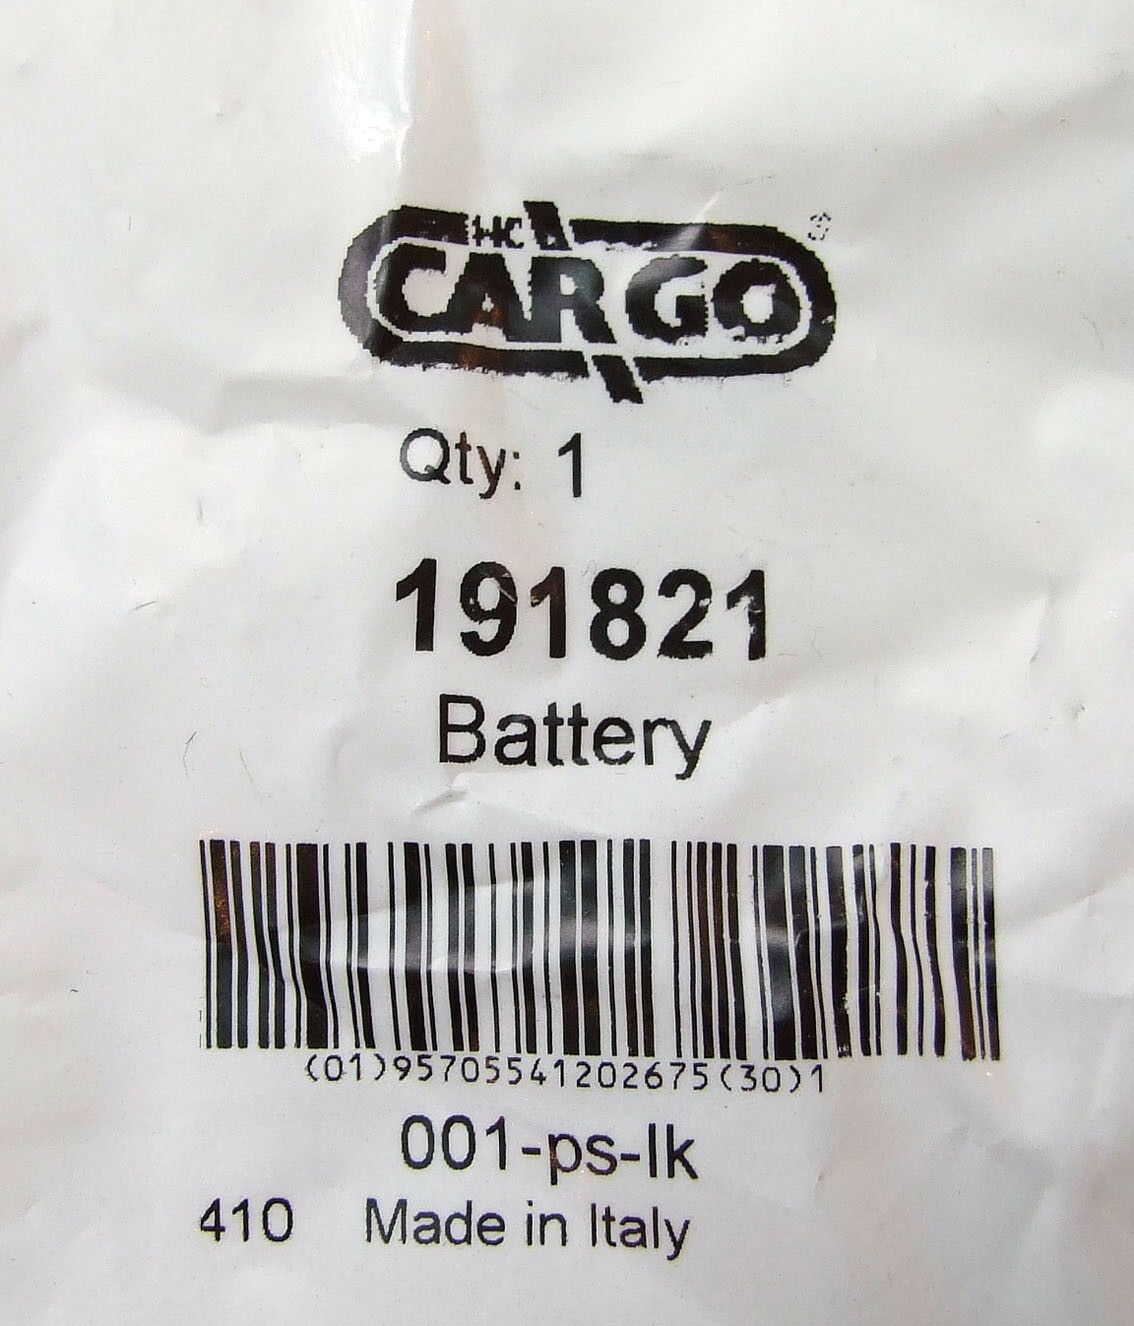 HC
CARGO
Qty: 1
191821
Battery
(01)95705541202675(30)1
001-ps-lk
410 Made in Italy